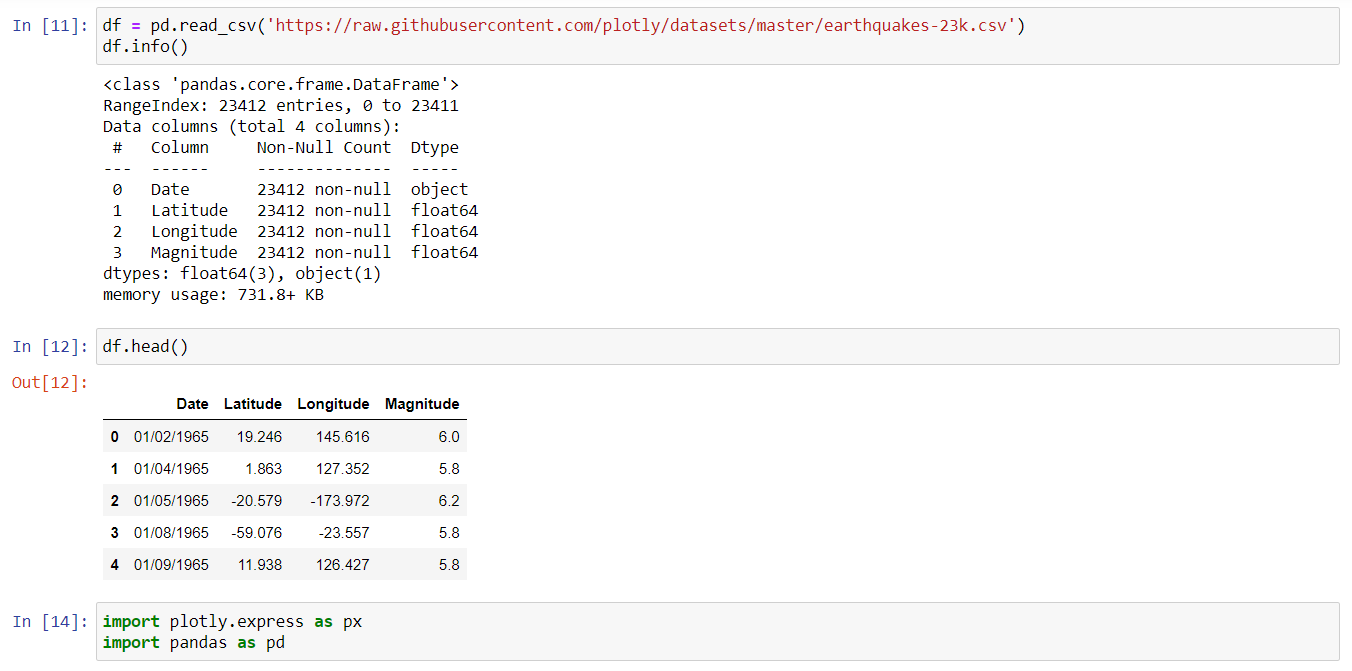 In [11]: df = pd.read_csv('https://raw.githubusercontent.com/plotly/datasets/master/earthquakes-23k.csv')
df.info()
<class 'pandas.core.frame.DataFrame'>
RangeIndex: 23412 entries, 0 to 23411
Data columns (total 4 columns):
 #   Column     Non-Null Count  Dtype
---  ------     --------------  -----
 0   Date       23412 non-null  object
 1   Latitude   23412 non-null  float64
 2   Longitude  23412 non-null  float64
 3   Magnitude  23412 non-null  float64
dtypes: float64(3), object(1)
memory usage: 731.8+ KB
In [12]: df.head()
Out[12]:
Date Latitude Longitude Magnitude
0 01/02/1965 19.246 145.616 6.0
1 01/04/1965 1.863 127.352 5.8
2 01/05/1965 -20.579 -173.972 6.2
3 01/08/1965 -59.076 -23.557 5.8
4 01/09/1965 11.938 126.427 5.8
In [14]: import plotly.express as px
import pandas as pd